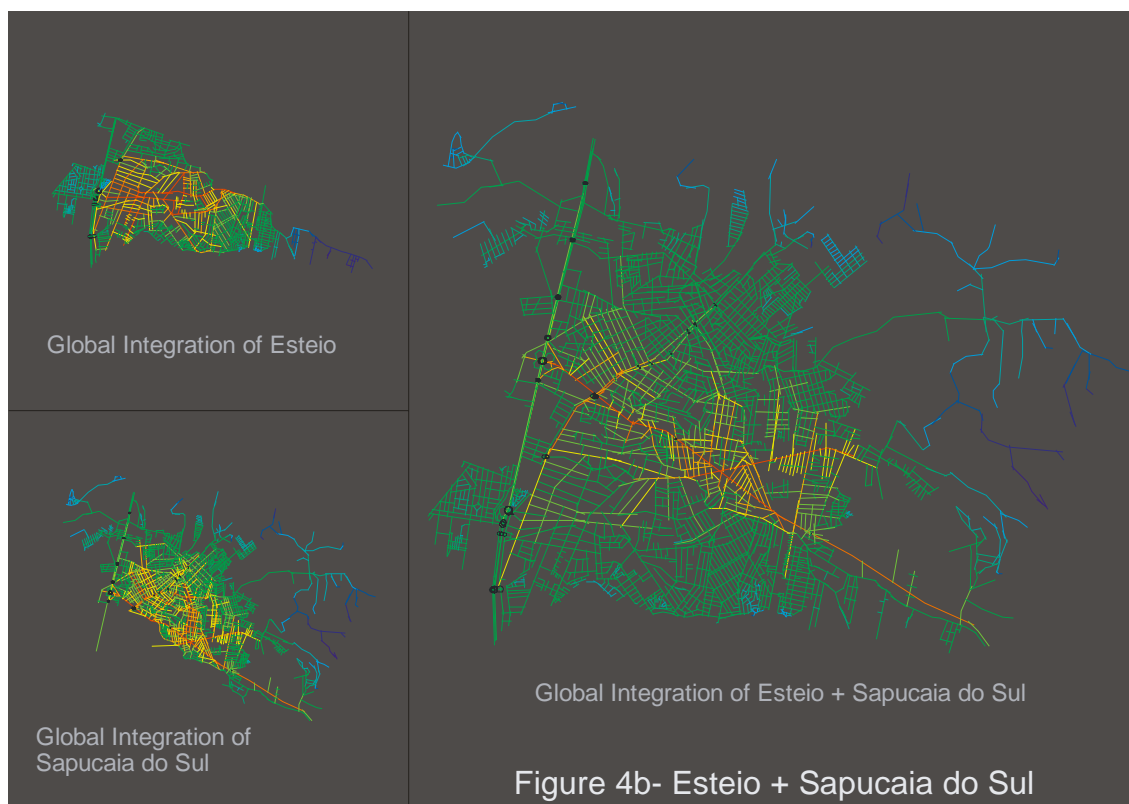 Global Integration of Esteio
Global Integration of
Sapucaia do Sul
Global Integration of Esteio + Sapucaia do Sul
Figure 4b- Esteio + Sapucaia do Sul